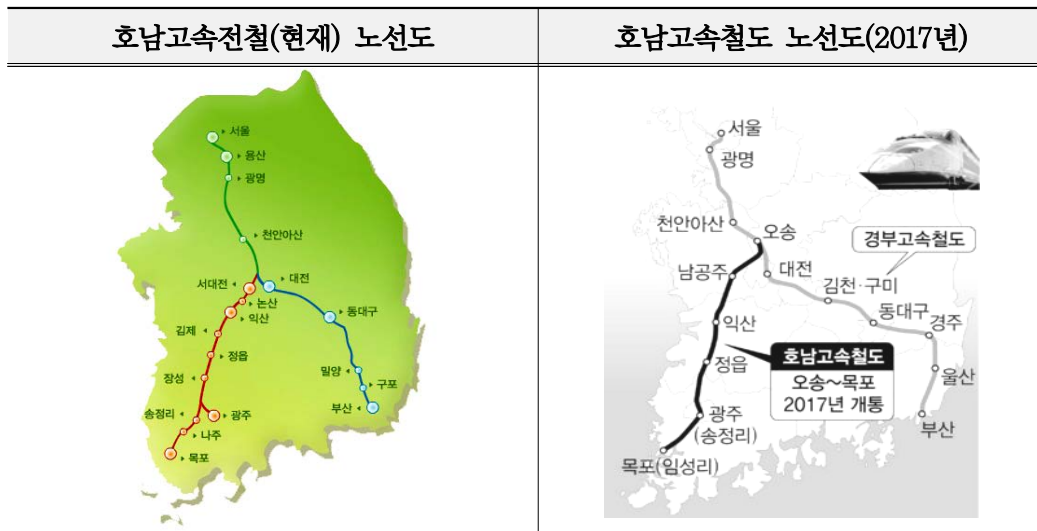 호남고속전철(현재) 노선도
호남고속철도 노선도(2017년)
서울
용산
광명
천안아산
서대전
대전
논산
익산
김제
동대구
정읍
장성
밀양
구포
송정리
광주
부산
나주
목포
서울
광명
천안아산
오송
경부고속철도
남공주
대전
김천·구미
동대구
경주
익산
호남고속철도
정읍
오송~목포
2017년 개통
울산
광주
(송정리)
부산
목포(임성리)